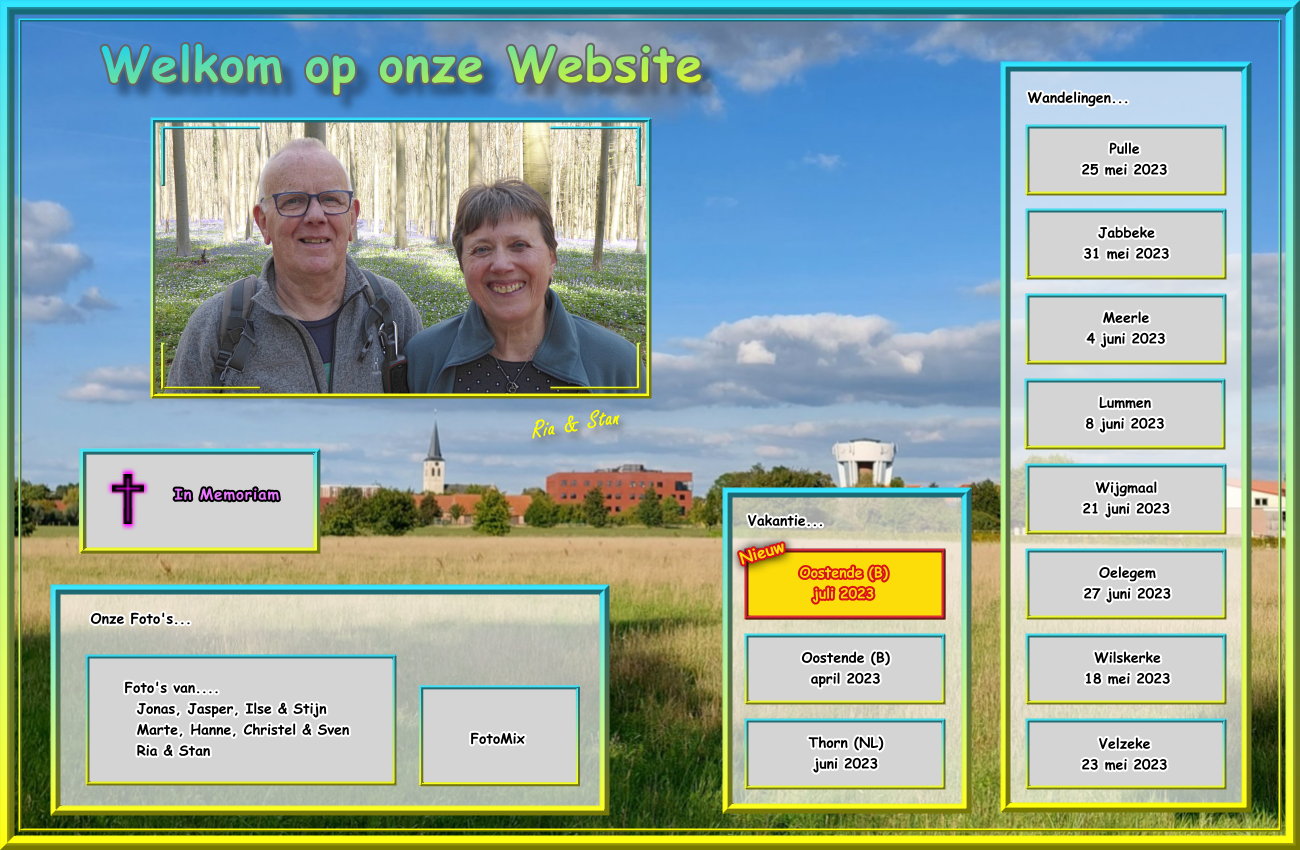 Welkom op onze Website
Ria & Stan
In Memoriam
Onze Foto's...
Foto's van....
Jonas, Jasper, Ilse & Stijn
Marte, Hanne, Christel & Sven
Ria & Stan
FotoMix
Vakantie...
Nieuw
Oostende (B)
juli 2023
Oostende (B)
april 2023
Thorn (NL)
juni 2023
Wandelingen...
Pulle
25 mei 2023
Jabbeke
31 mei 2023
Meerle
4 juni 2023
Lummen
8 juni 2023
Wijgmaal
21 juni 2023
Oelegem
27 juni 2023
Wilskerke
18 mei 2023
Velzeke
23 mei 2023